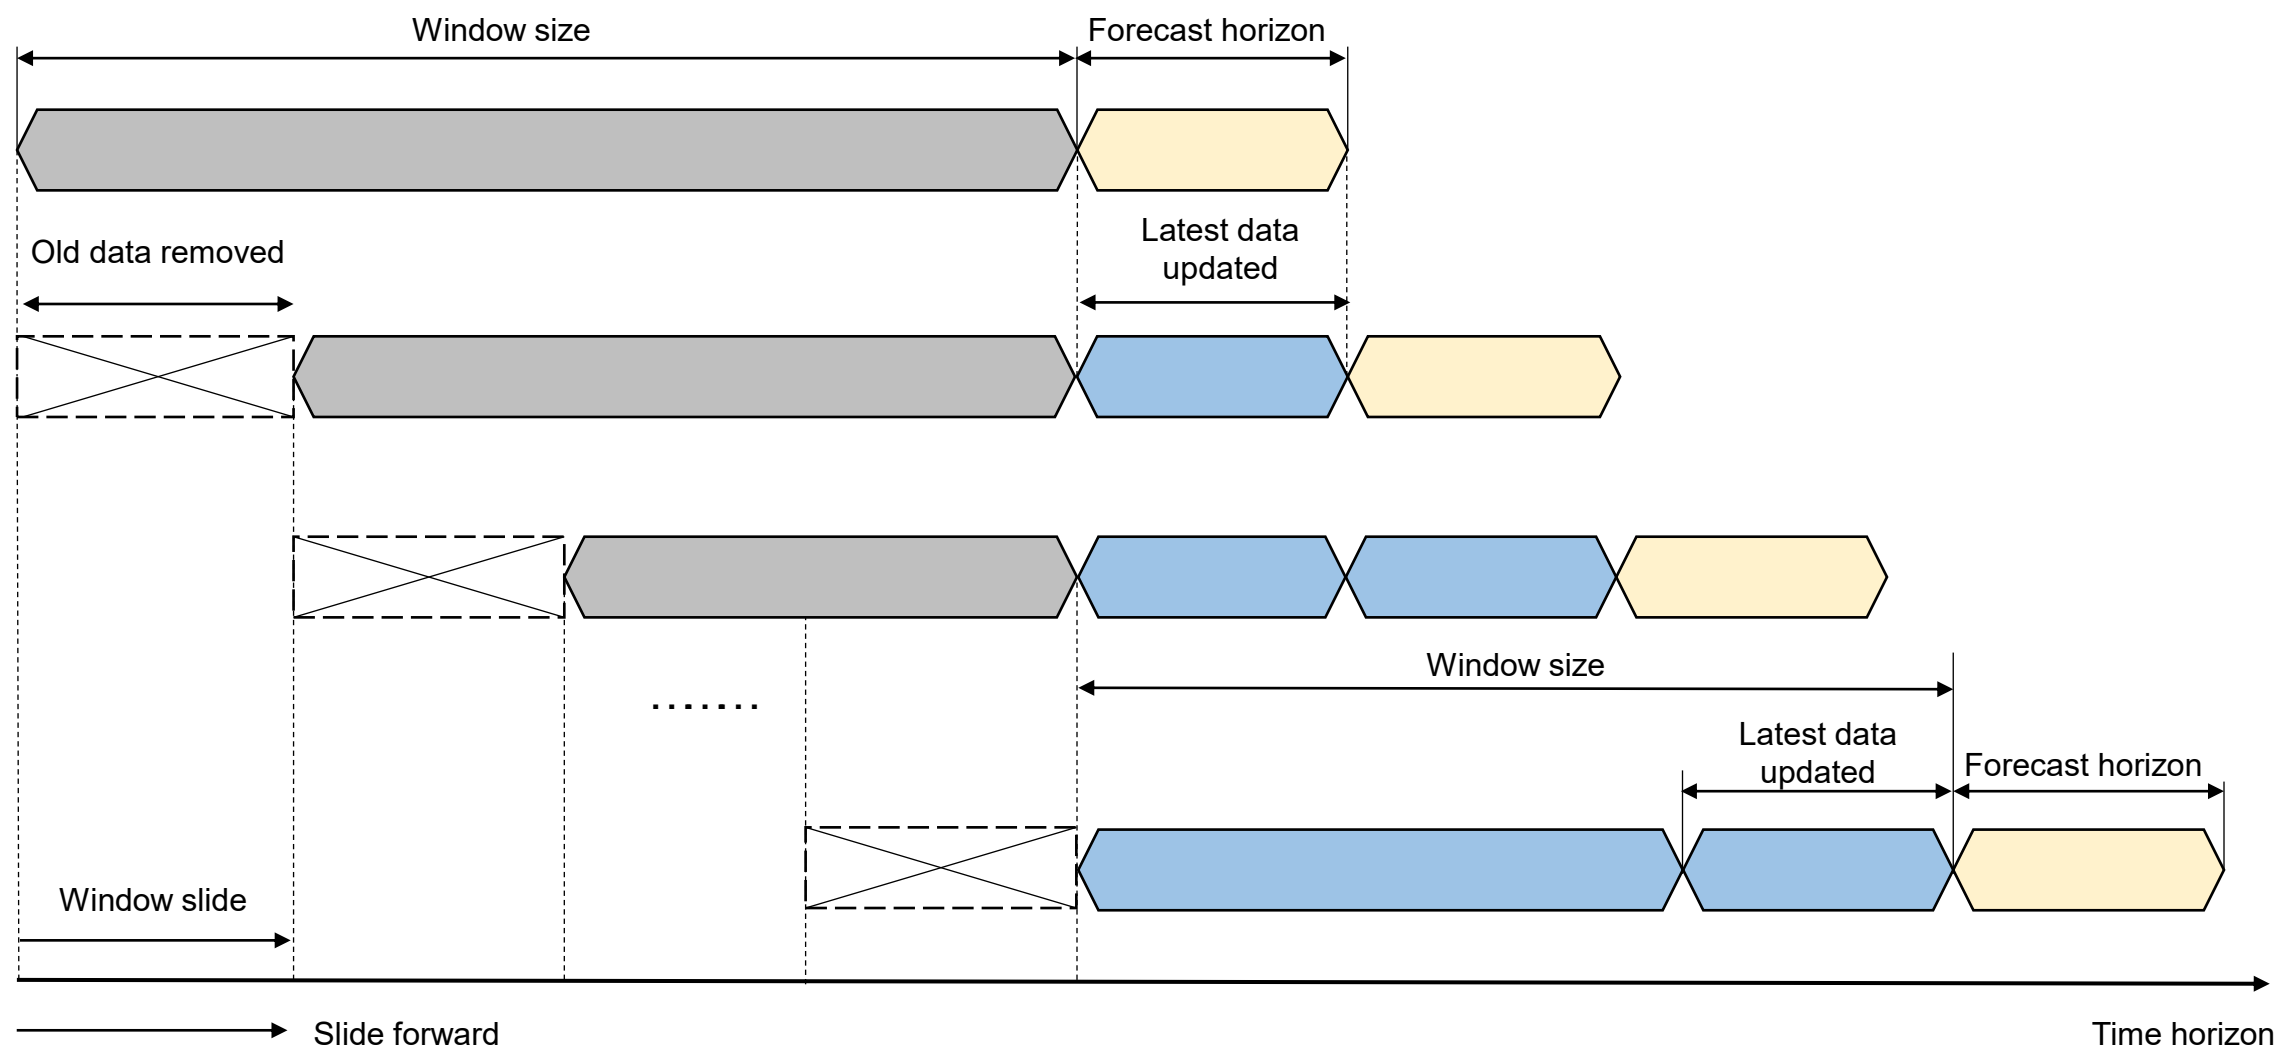 Window size
Forecast horizon
Old data removed
Latest data
updated
Window size
Latest data
updated
Forecast horizon
Window slide
Slide forward
Time horizon